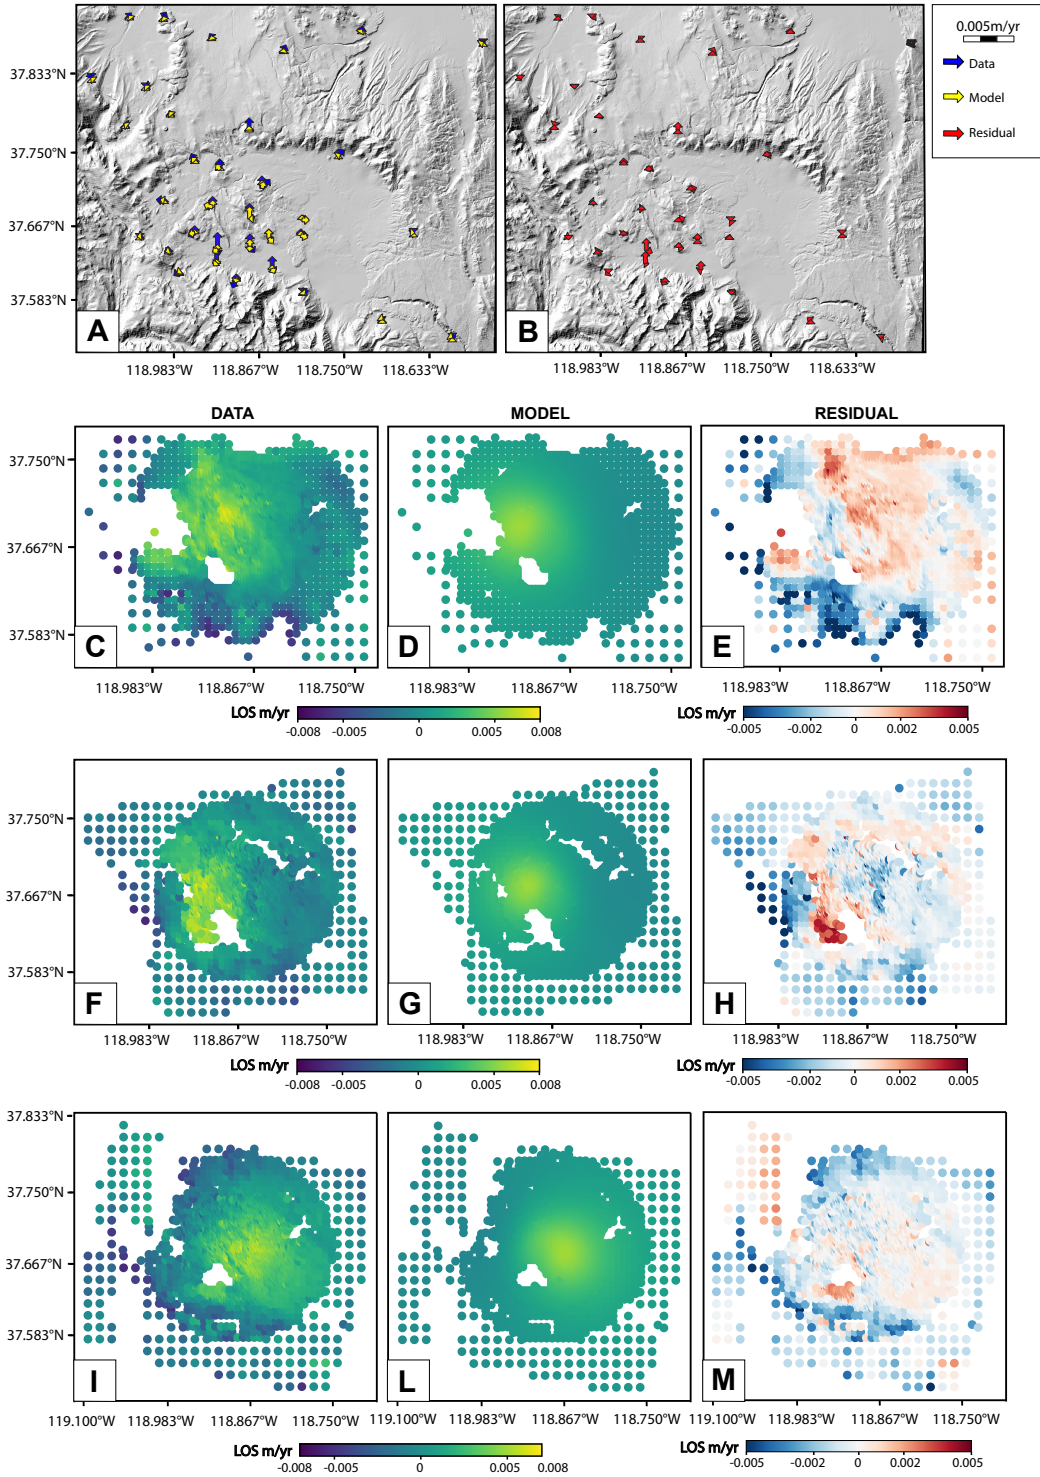 0.005m/yr
Data
Model
Residual
37.833°N
37.750°N
37.667°N
37.583°N
A
B
118.983°W 118.867°W 118.750°W 118.633°W
118.983°W 118.867°W 118.750°W 118.633°W
DATA MODEL RESIDUAL
37.750°N
37.667°N
37.583°N
C
D
E
118.983°W 118.867°W 118.750°W
118.983°W 118.867°W 118.750°W
118.983°W 118.867°W 118.750°W
LOS m/yr
-0.008 -0.005 0 0.005 0.008
LOS m/yr
-0.005 -0.002 0 0.002 0.005
37.750°N
37.667°N
37.583°N
F
G
H
118.983°W 118.867°W 118.750°W
118.983°W 118.867°W 118.750°W
118.983°W 118.867°W 118.750°W
LOS m/yr
-0.008 -0.005 0 0.005 0.008
LOS m/yr
-0.005 -0.002 0 0.002 0.005
37.833°N
37.750°N
37.667°N
37.583°N
I
L
M
119.100°W 118.983°W 118.867°W 118.750°W
119.100°W 118.983°W 118.867°W 118.750°W
119.100°W 118.983°W 118.867°W 118.750°W
LOS m/yr
-0.008 -0.005 0 0.005 0.008
LOS m/yr
-0.005 -0.002 0 0.002 0.005